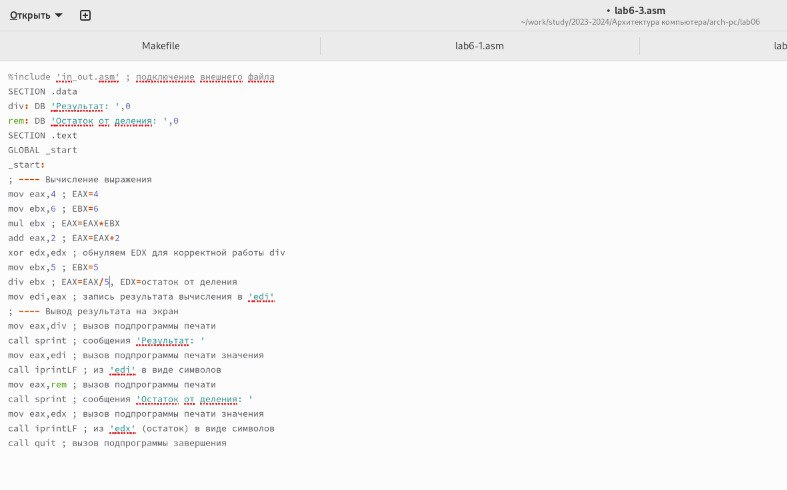 Открыть
• lab6-3.asm
~/work/study/2023-2024/Архитектура компьютера/arch-pc/lab06
Makefile
lab6-1.asm
lab
%include 'in_out.asm' ; подключение внешнего файла
SECTION .data
div: DB 'Результат: ',0
rem: DB 'Остаток от деления: ',0
SECTION .text
GLOBAL _start
_start:
; ---- Вычисление выражения
mov eax,4 ; EAX=4
mov ebx,6 ; EBX=6
mul ebx ; EAX=EAX*EBX
add eax,2 ; EAX=EAX+2
xor edx,edx ; обнуляем EDX для корректной работы div
mov ebx,5 ; EBX=5
div ebx ; EAX=EAX/5, EDX=остаток от деления
mov edi,eax ; запись результата вычисления в 'edi'
; ---- Вывод результата на экран
mov eax,div ; вызов подпрограммы печати
call sprint ; сообщения 'Результат: '
mov eax,edi ; вызов подпрограммы печати значения
call iprintLF ; из 'edi' в виде символов
mov eax,rem ; вызов подпрограммы печати
call sprint ; сообщения 'Остаток от деления: '
mov eax,edx ; вызов подпрограммы печати значения
call iprintLF ; из 'edx' (остаток) в виде символов
call quit ; вызов подпрограммы завершения